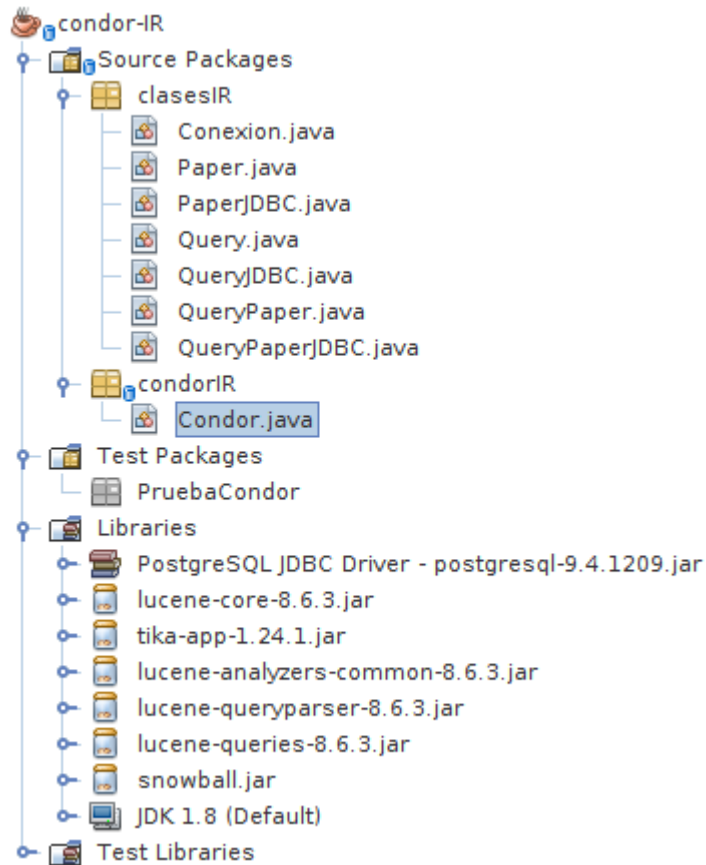 condor-IR
Source Packages
clasesIR
Conexion.java
Paper.java
PaperJDBC.java
Query.java
QueryJDBC.java
QueryPaper.java
QueryPaperJDBC.java
condorIR
Condor.java
Test Packages
PruebaCondor
Libraries
PostgreSQL JDBC Driver - postgresql-9.4.1209.jar
lucene-core-8.6.3.jar
tika-app-1.24.1.jar
lucene-analyzers-common-8.6.3.jar
lucene-queryparser-8.6.3.jar
lucene-queries-8.6.3.jar
snowball.jar
JDK 1.8 (Default)
Test Libraries